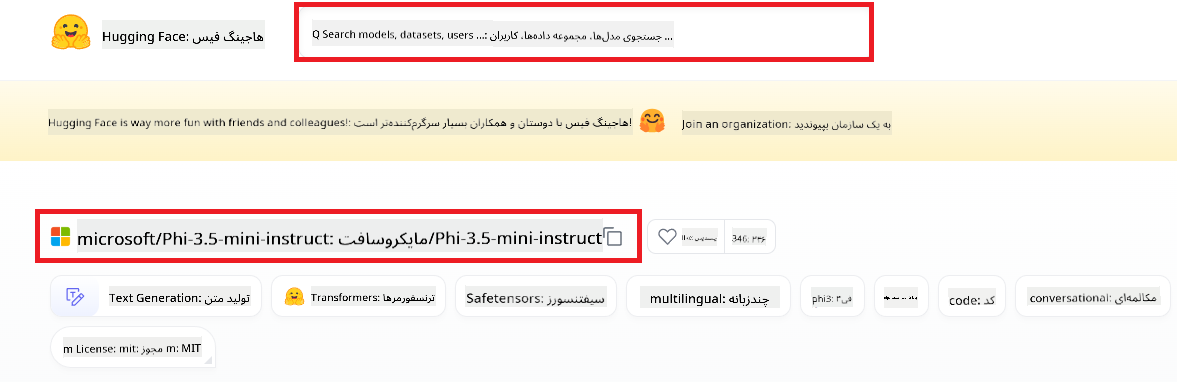 Hugging Face: هاجینگ فیس
Q Search models, datasets, users ...: جستجوی مدل‌ها، مجموعه داده‌ها، کاربران ...
Hugging Face is way more fun with friends and colleagues!: هاجینگ فیس با دوستان و همکاران بسیار سرگرم‌کننده‌تر است!
Join an organization: به یک سازمان بپیوندید
microsoft/Phi-3.5-mini-instruct: مایکروسافت/Phi-3.5-mini-instruct
like: پسندیدن
346: ۳۴۶
Text Generation: تولید متن
Transformers: ترنسفورمرها
Safetensors: سیفتنسورز
multilingual: چندزبانه
phi3: فی۳
code: کد
conversational: مکالمه‌ای
m License: mit: مجوز m: MIT